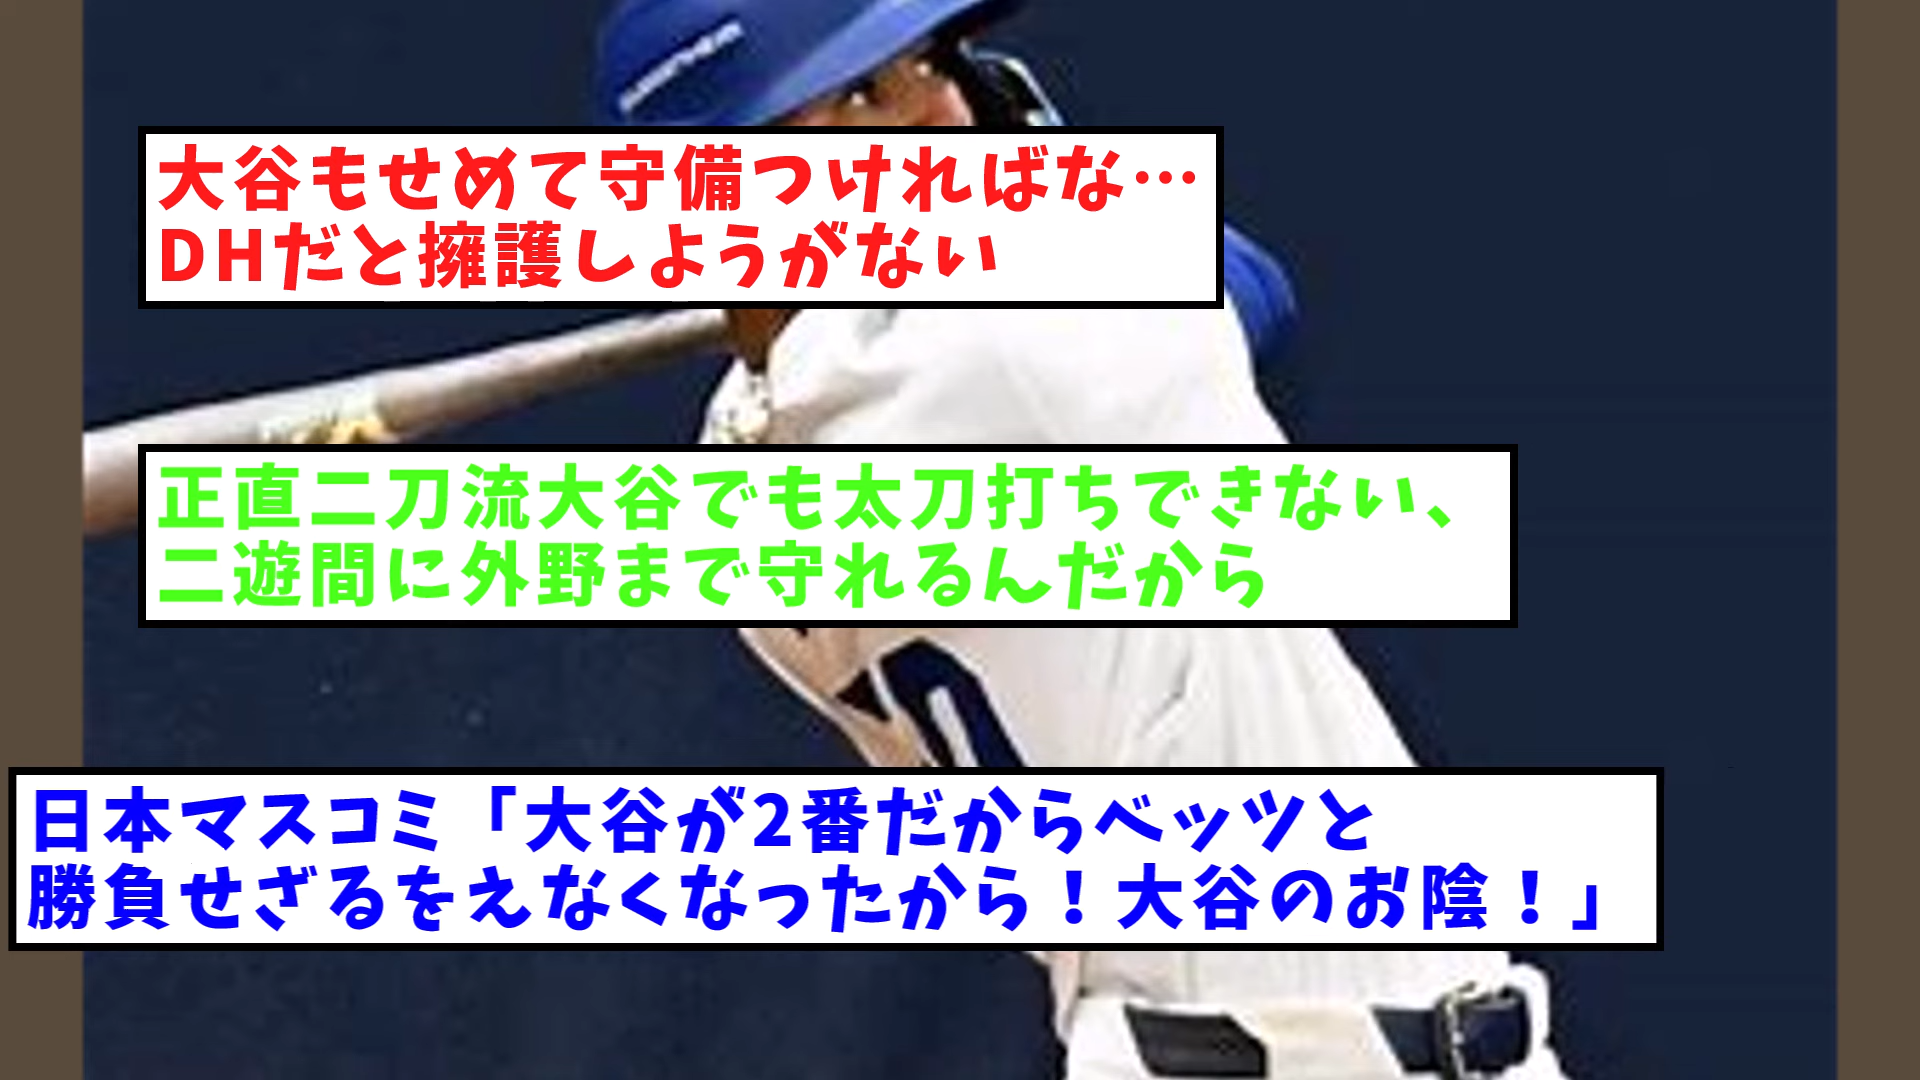 大谷もせめて守備つければな…
DHだと擁護しようがない
正直二刀流大谷でも太刀打ちできない、
二遊間に外野まで守れるんだから
日本マスコミ「大谷が2番だからベッツと
勝負せざるをえなくなったから！大谷のお陰！」